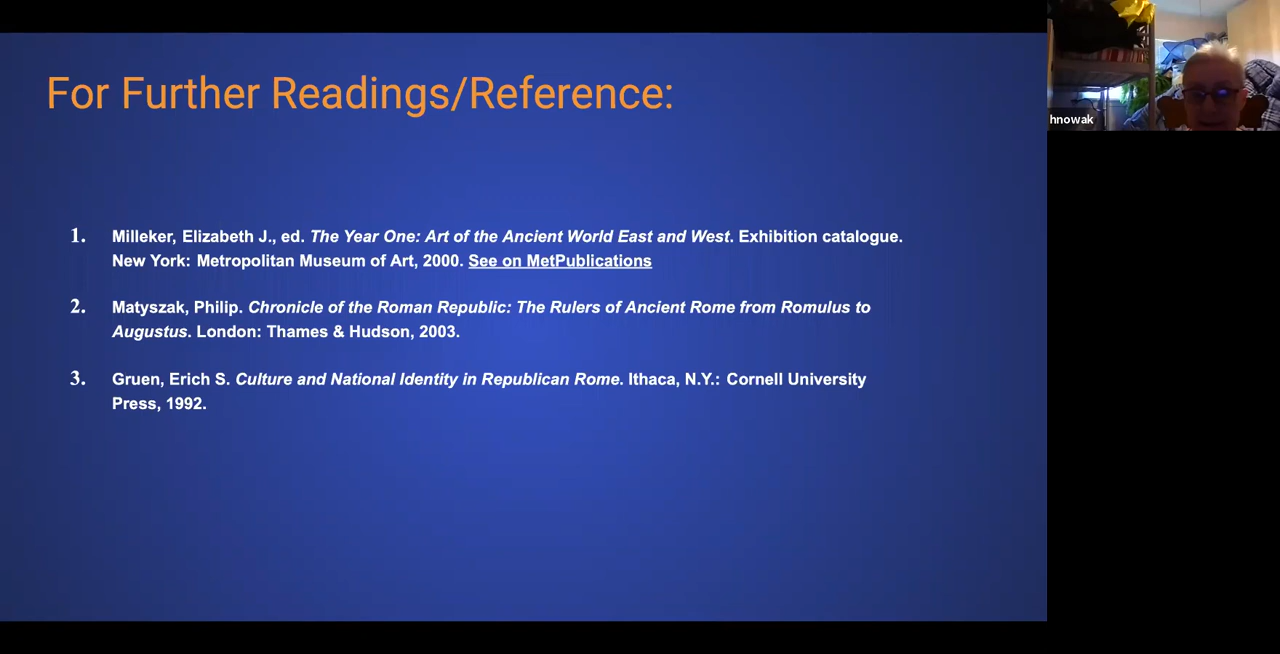 For Further Readings/Reference:
hnowak
1. Milleker, Elizabeth J., ed. The Year One: Art of the Ancient World East and West. Exhibition catalogue.
New York: Metropolitan Museum of Art, 2000. See on MetPublications
2. Matyszak, Philip. Chronicle of the Roman Republic: The Rulers of Ancient Rome from Romulus to
Augustus. London: Thames & Hudson, 2003.
3. Gruen, Erich S. Culture and National Identity in Republican Rome. Ithaca, N.Y.: Cornell University
Press, 1992.